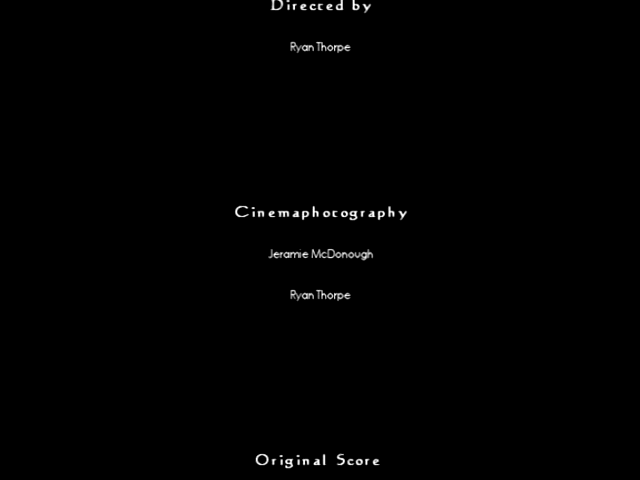 Directed by
Ryan Thorpe
Cinemaphotography
Jeramie McDonough
Ryan Thorpe
Original Score